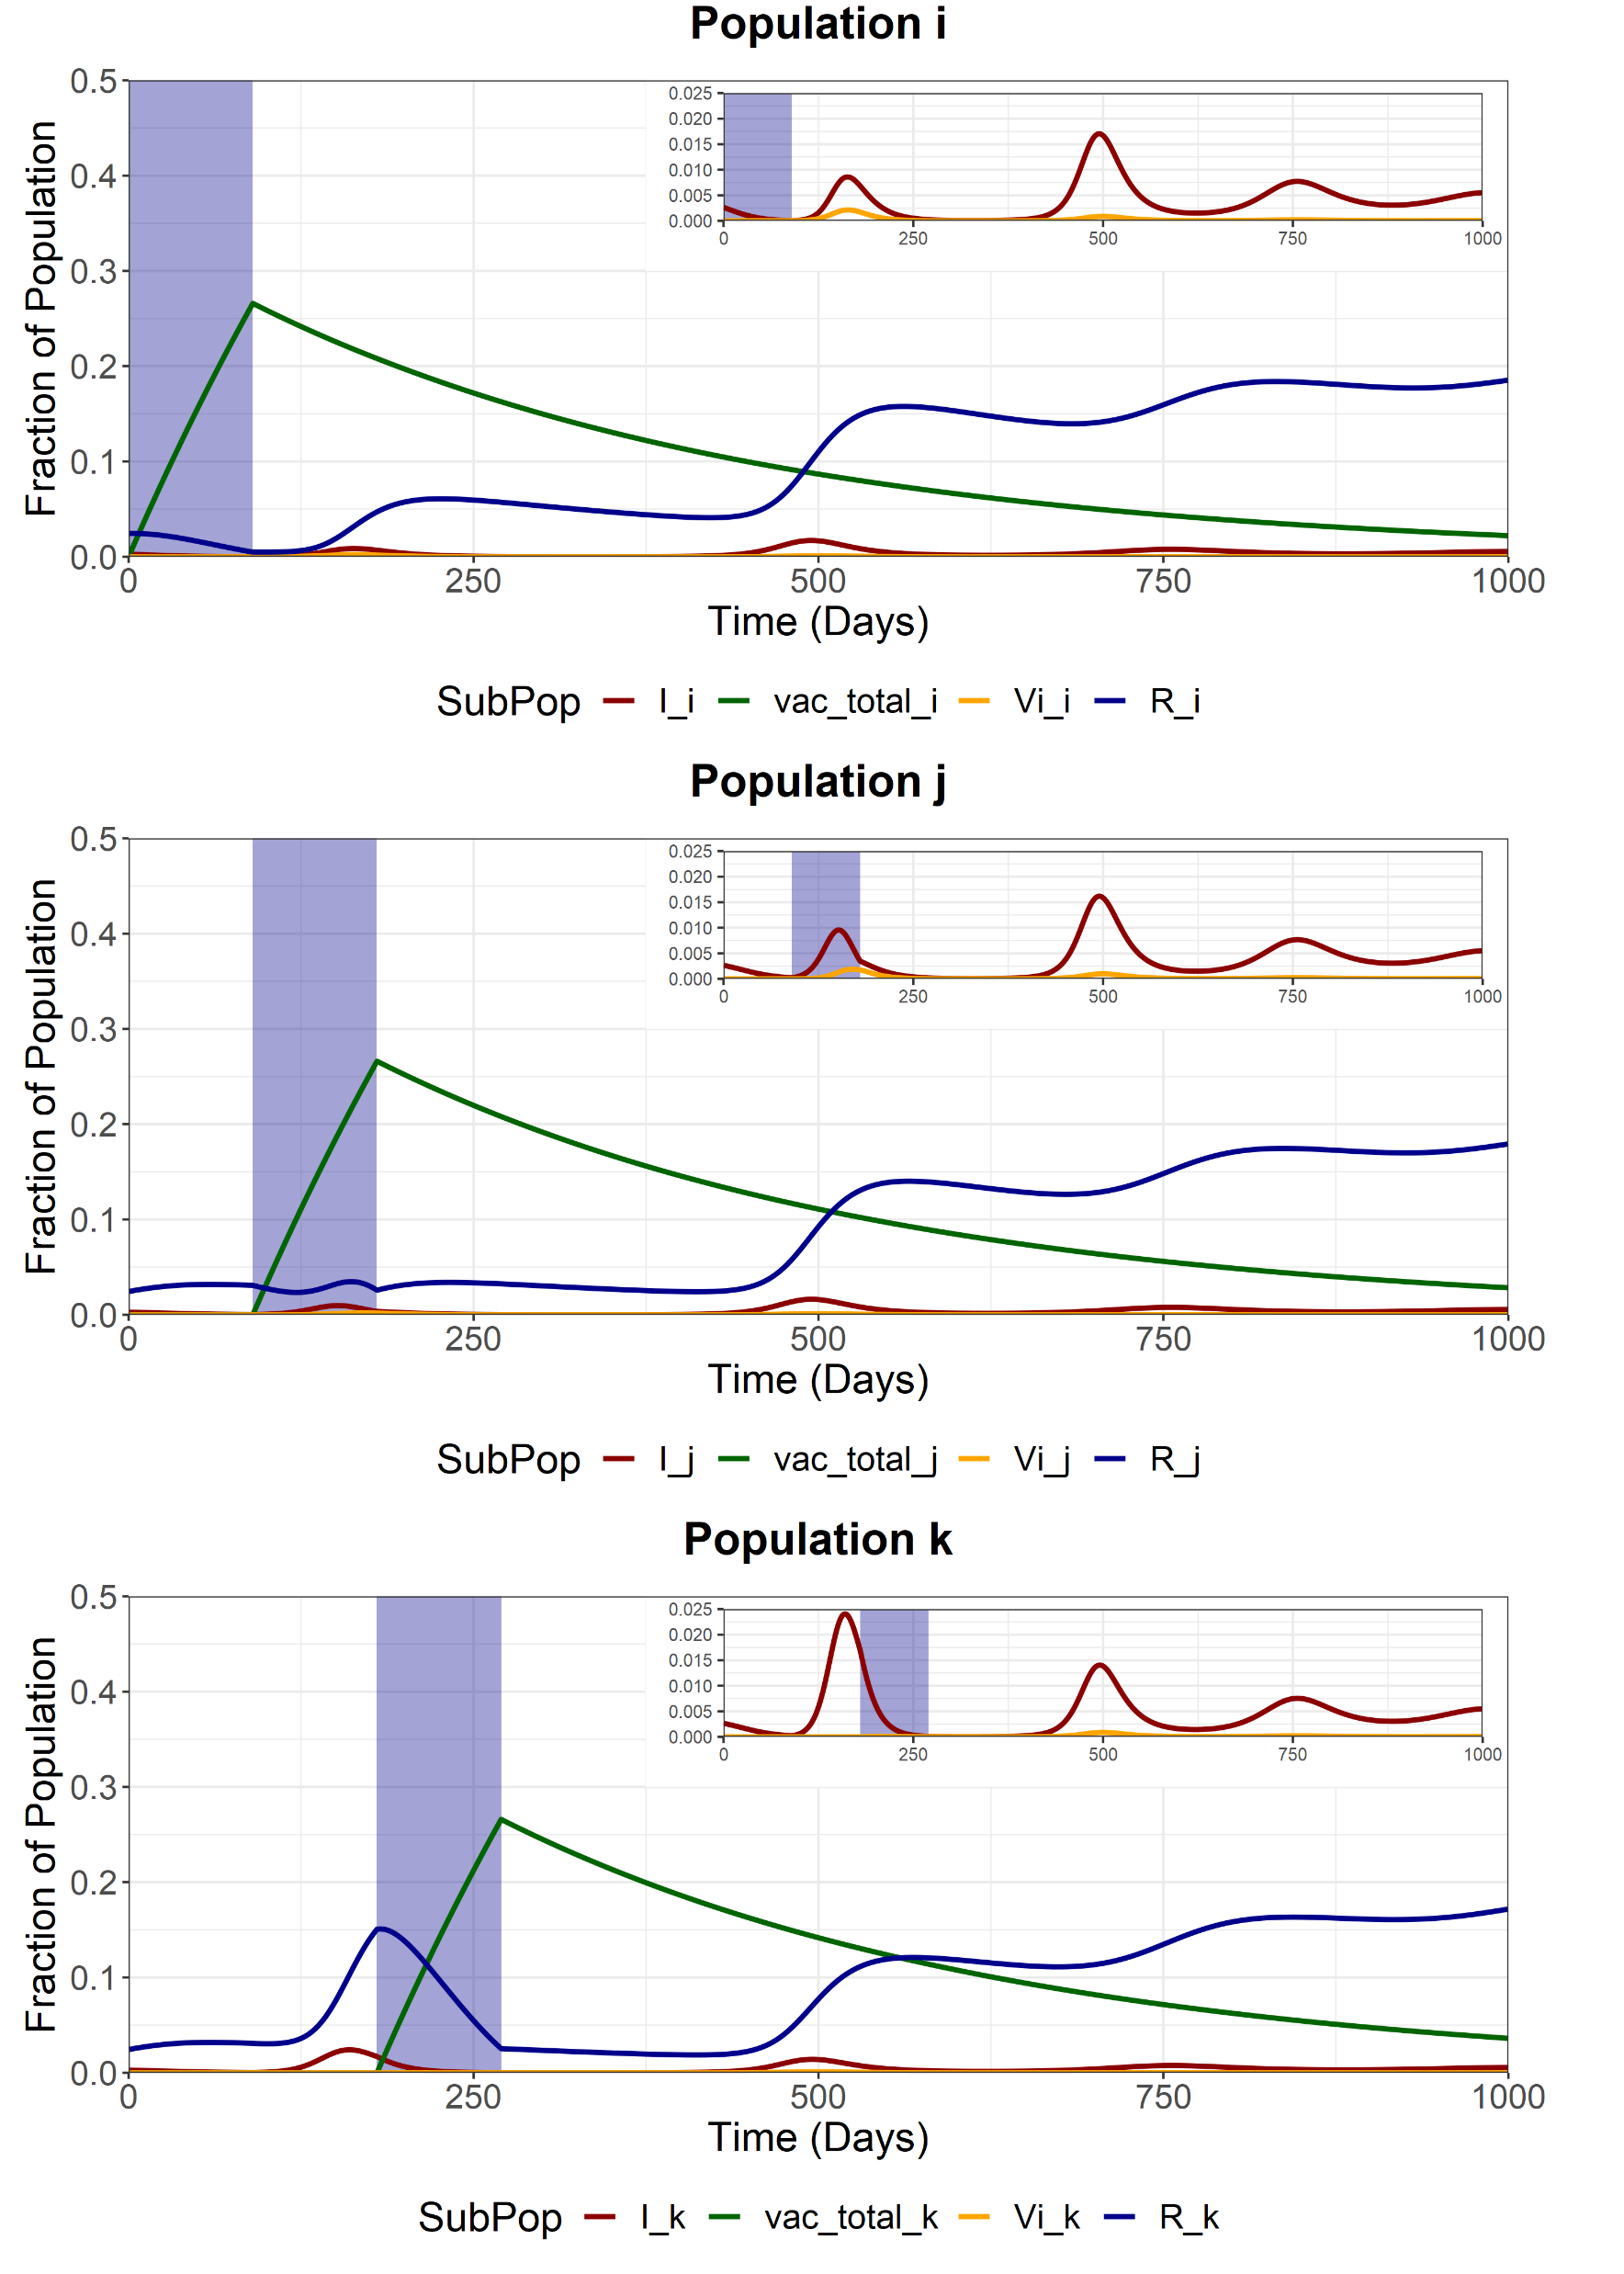 Population i
Fraction of Population
0.5
0.4
0.3
0.2
0.1
0.0
0.025
0.020
0.015
0.010
0.005
0.000
0 250 500 750 1000
0 250 500 750 1000
Time (Days)
SubPop I_i vac_total_i Vi_i R_i
Population j
Fraction of Population
0.5
0.4
0.3
0.2
0.1
0.0
0.025
0.020
0.015
0.010
0.005
0.000
0 250 500 750 1000
0 250 500 750 1000
Time (Days)
SubPop I_j vac_total_j Vi_j R_j
Population k
Fraction of Population
0.5
0.4
0.3
0.2
0.1
0.0
0.025
0.020
0.015
0.010
0.005
0.000
0 250 500 750 1000
0 250 500 750 1000
Time (Days)
SubPop I_k vac_total_k Vi_k R_k